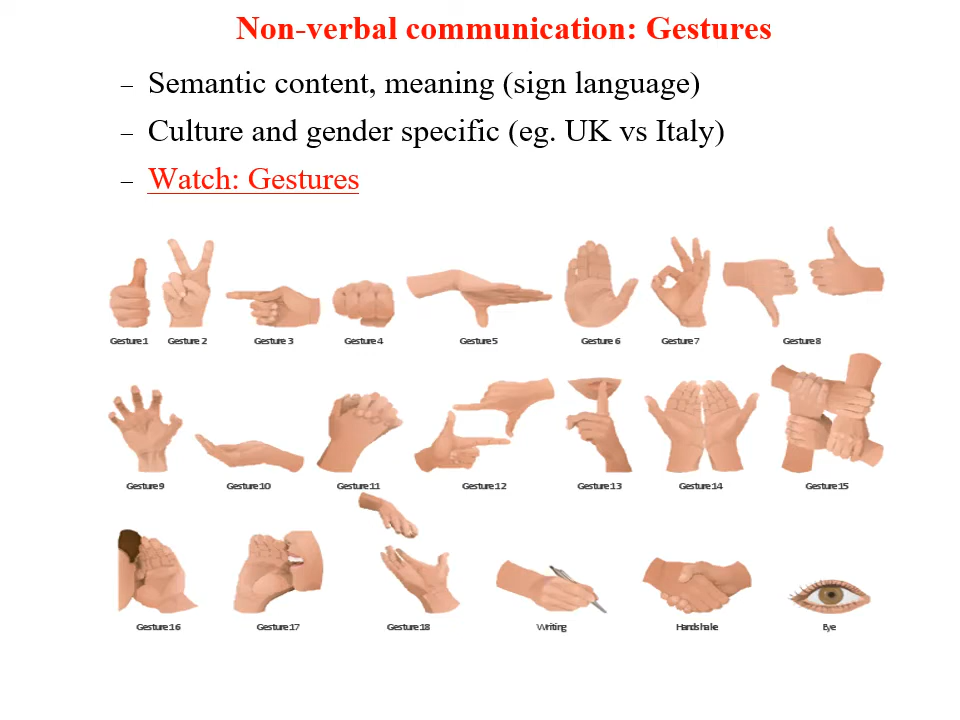 Non-verbal communication: Gestures
– Semantic content, meaning (sign language)
– Culture and gender specific (eg. UK vs Italy)
– Watch: Gestures
Gesture 1 Gesture 2 Gesture 3 Gesture 4 Gesture 5 Gesture 6 Gesture 7 Gesture 8
Gesture 9 Gesture 10 Gesture 11 Gesture 12 Gesture 13 Gesture 14 Gesture 15
Gesture 16 Gesture 17 Gesture 18 Writing Handshake Eye